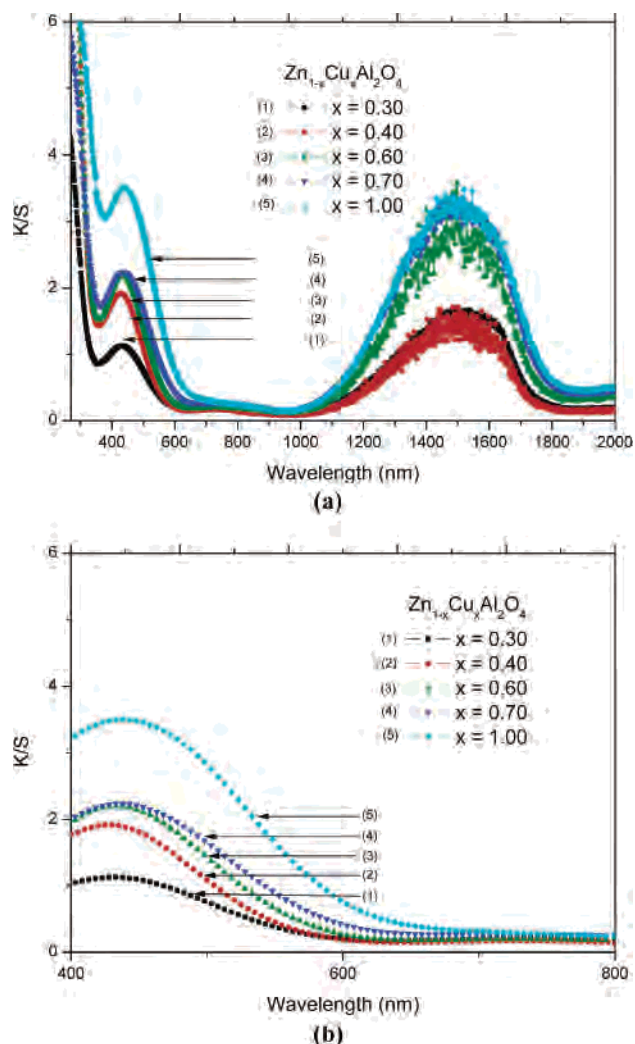 6
4
2
0
K/S
Zn1-xCuxAl2O4
(1) x = 0.30
(2) x = 0.40
(3) x = 0.60
(4) x = 0.70
(5) x = 1.00
(5)
(4)
(3)
(2)
(1)
400 600 800 1000 1200 1400 1600 1800 2000
Wavelength (nm)
(a)
6
4
2
0
K/S
Zn1-xCuxAl2O4
(1) x = 0.30
(2) x = 0.40
(3) x = 0.60
(4) x = 0.70
(5) x = 1.00
(5)
(4)
(3)
(2)
(1)
400 600 800
Wavelength (nm)
(b)